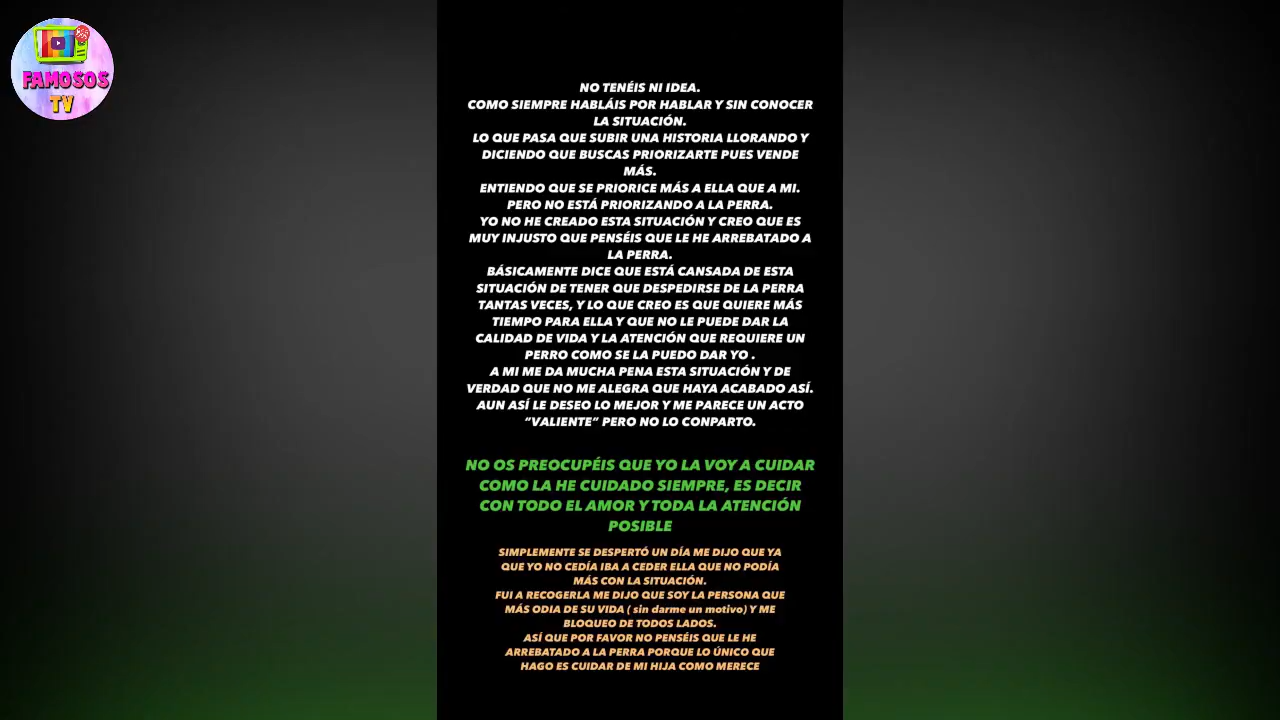 FAMOSOS
TV
NO TENÉIS NI IDEA.
COMO SIEMPRE HABLÁIS POR HABLAR Y SIN CONOCER
LA SITUACIÓN.
LO QUE PASA QUE SUBIR UNA HISTORIA LLORANDO Y
DICIENDO QUE BUSCAS PRIORIZARTE PUES VENDE
MÁS.
ENTIENDO QUE SE PRIORICE MÁS A ELLA QUE A MI.
PERO NO ESTÁ PRIORIZANDO A LA PERRA.
YO NO HE CREADO ESTA SITUACIÓN Y CREO QUE ES
MUY INJUSTO QUE PENSÉIS QUE LE HE ARREBATADO A
LA PERRA.
BÁSICAMENTE DICE QUE ESTÁ CANSADA DE ESTA
SITUACIÓN DE TENER QUE DESPEDIRSE DE LA PERRA
TANTAS VECES, Y LO QUE CREO ES QUE QUIERE MÁS
TIEMPO PARA ELLA Y QUE NO LE PUEDE DAR LA
CALIDAD DE VIDA Y LA ATENCIÓN QUE REQUIERE UN
PERRO COMO SE LA PUEDO DAR YO .
A MI ME DA MUCHA PENA ESTA SITUACIÓN Y DE
VERDAD QUE NO ME ALEGRA QUE HAYA ACABADO ASÍ.
AUN ASÍ LE DESEO LO MEJOR Y ME PARECE UN ACTO
“VALIENTE” PERO NO LO CONPARTO.
NO OS PREOCUPÉIS QUE YO LA VOY A CUIDAR
COMO LA HE CUIDADO SIEMPRE, ES DECIR
CON TODO EL AMOR Y TODA LA ATENCIÓN
POSIBLE
SIMPLEMENTE SE DESPERTÓ UN DÍA ME DIJO QUE YA
QUE YO NO CEDÍA IBA A CEDER ELLA QUE NO PODÍA
MÁS CON LA SITUACIÓN.
FUI A RECOGERLA ME DIJO QUE SOY LA PERSONA QUE
MÁS ODIA DE SU VIDA ( sin darme un motivo) Y ME
BLOQUEO DE TODOS LADOS.
ASÍ QUE POR FAVOR NO PENSÉIS QUE LE HE
ARREBATADO A LA PERRA PORQUE LO ÚNICO QUE
HAGO ES CUIDAR DE MI HIJA COMO MERECE